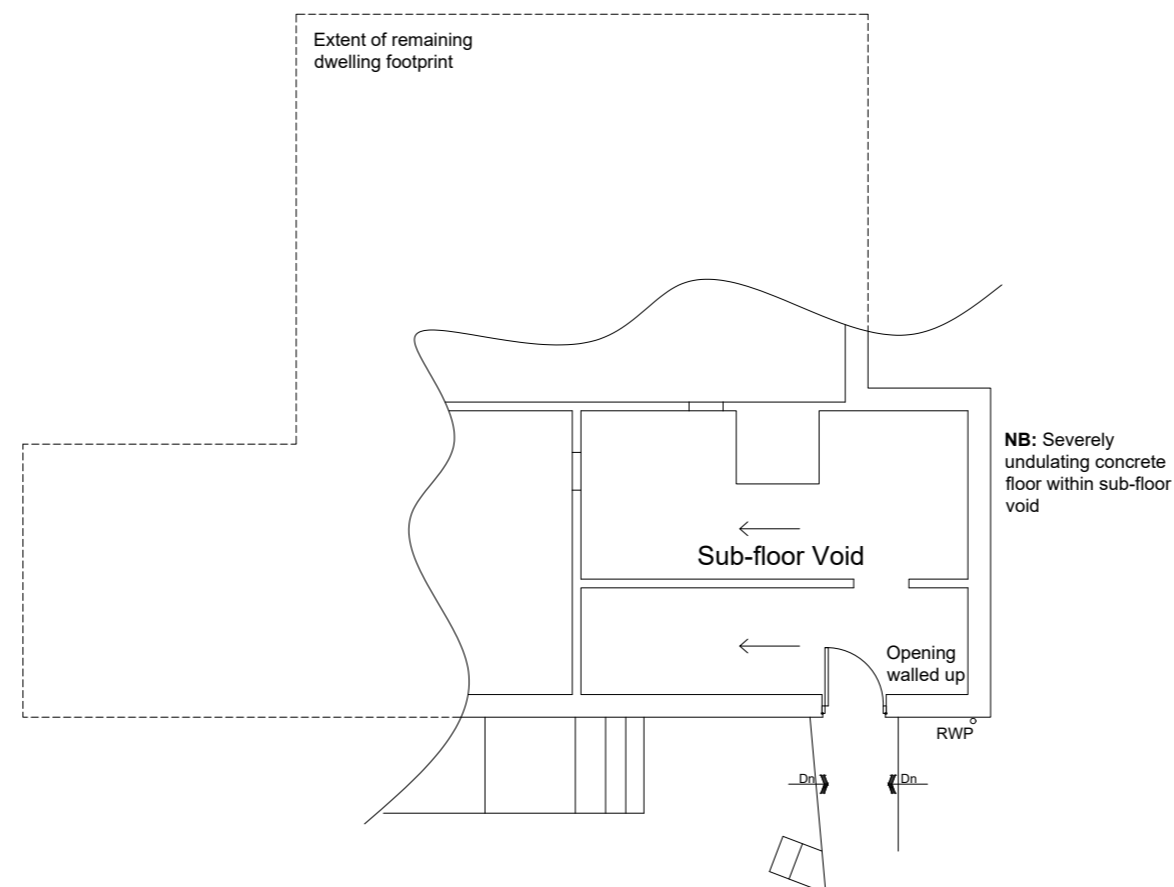 Extent of remaining
dwelling footprint
NB: Severely
undulating concrete
floor within sub-floor
void
Sub-floor Void
Opening
walled up
RWP
Dn
Dn